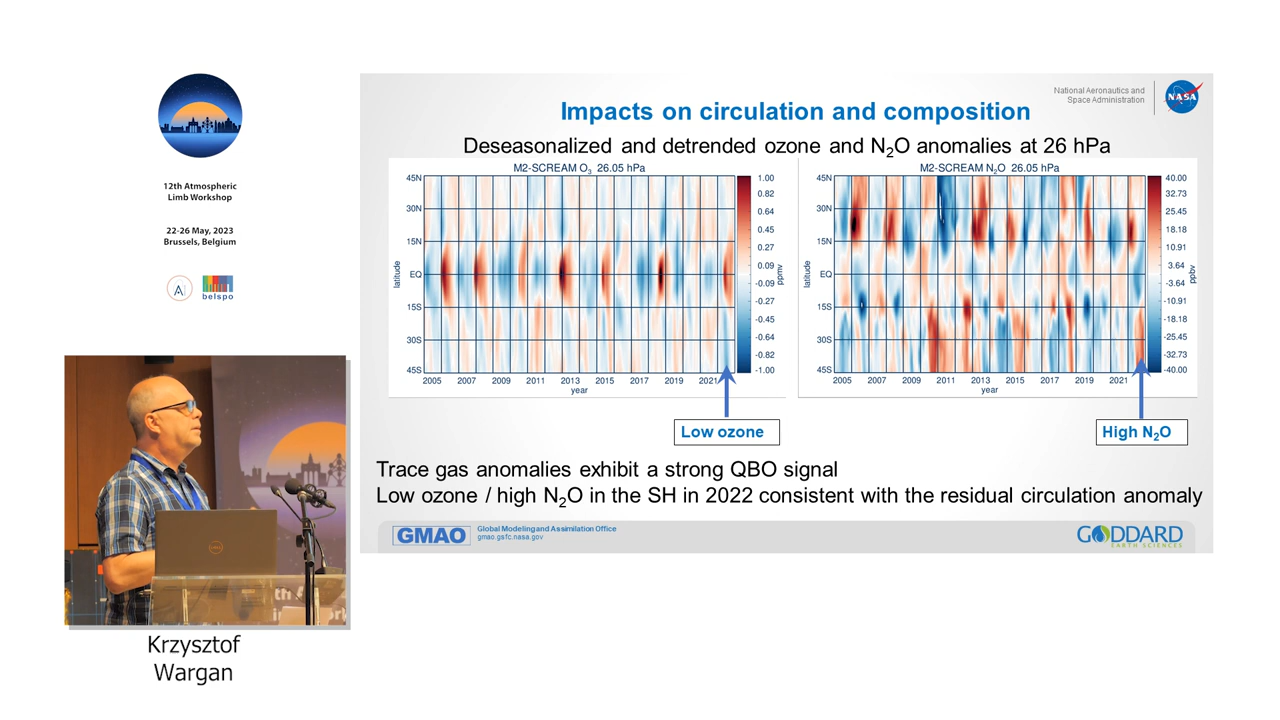 12th Atmospheric
Limb Workshop
22-26 May, 2023
Brussels, Belgium
belspo
Krzysztof
Wargan
National Aeronautics and
Space Administration
NASA
Impacts on circulation and composition
Deseasonalized and detrended ozone and N2O anomalies at 26 hPa
M2-SCREAM O3 26.05 hPa
45N
30N
15N
EQ
15S
30S
45S
latitude
2005 2007 2009 2011 2013 2015 2017 2019 2021
year
1.00
0.82
0.64
0.45
0.27
0.09
-0.09
-0.27
-0.45
-0.64
-0.82
-1.00
ppmv
M2-SCREAM N2O 26.05 hPa
45N
30N
15N
EQ
15S
30S
45S
latitude
2005 2007 2009 2011 2013 2015 2017 2019 2021
year
40.00
32.73
25.45
18.18
10.91
3.64
-3.64
-10.91
-18.18
-25.45
-32.73
-40.00
ppbv
Low ozone
High N2O
Trace gas anomalies exhibit a strong QBO signal
Low ozone / high N2O in the SH in 2022 consistent with the residual circulation anomaly
GMAO
Global Modeling and Assimilation Office
gmao.gsfc.nasa.gov
GODDARD
EARTH SCIENCES